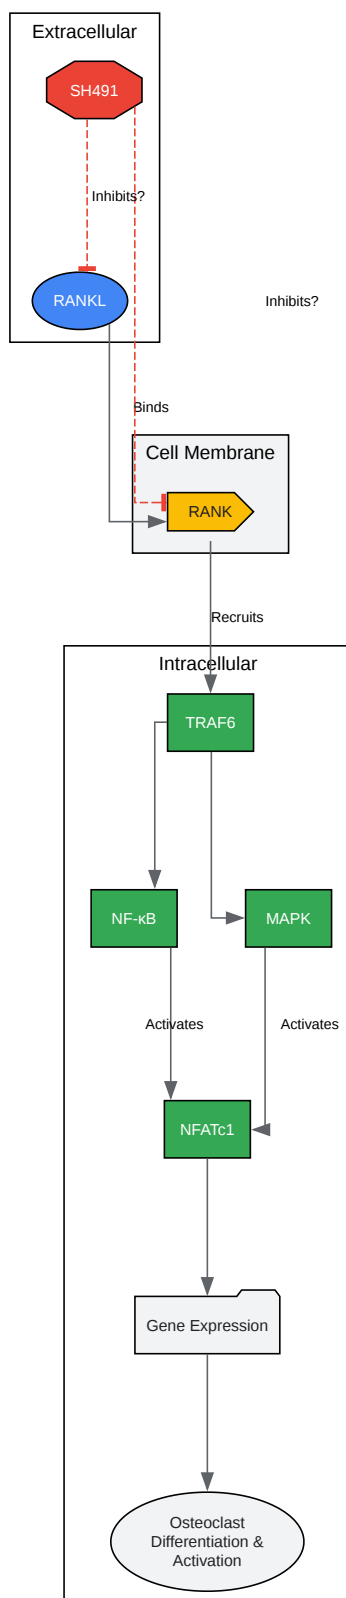 Extracellular
SH491
Inhibits?
RANKL
Inhibits?
Binds
Cell Membrane
RANK
Recruits
Intracellular
TRAF6
NF-κB
MAPK
Activates
Activates
NFATc1
Gene Expression
Osteoclast
Differentiation &
Activation